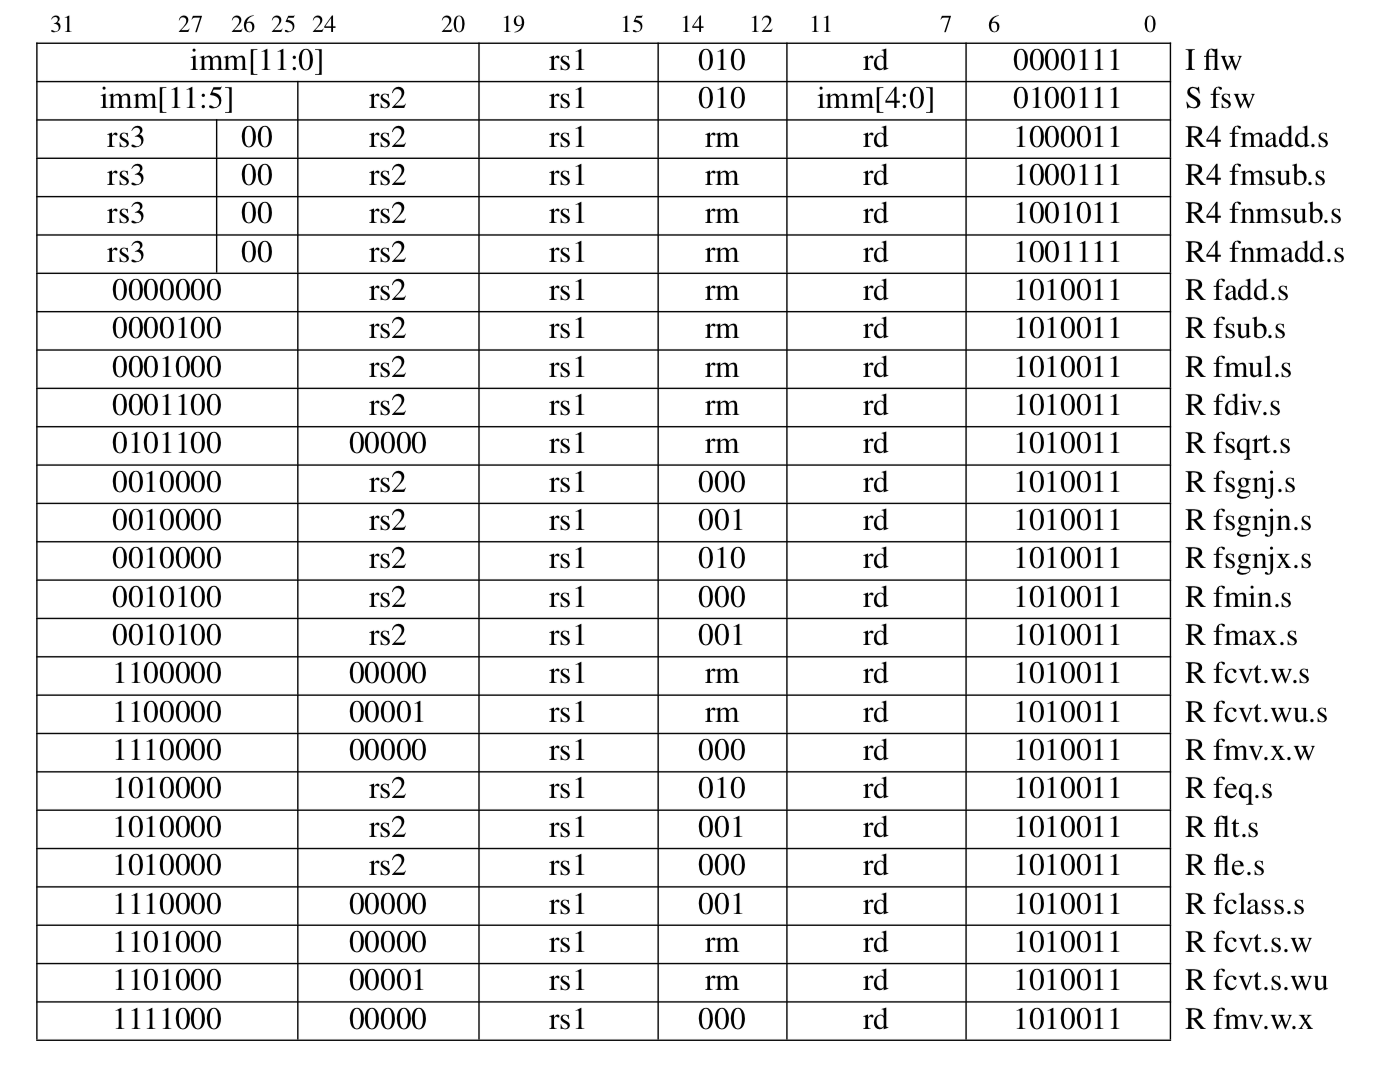 31 27 26 25 24 20 19 15 14 12 11 7 6 0
imm[11:0] rs1 010 rd 0000111 I flw
imm[11:5] rs2 rs1 010 imm[4:0] 0100111 S fsw
rs3 00 rs2 rs1 rm rd 1000011 R4 fmadd.s
rs3 00 rs2 rs1 rm rd 1000111 R4 fmsub.s
rs3 00 rs2 rs1 rm rd 1001011 R4 fnmsub.s
rs3 00 rs2 rs1 rm rd 1001111 R4 fnmadd.s
0000000 rs2 rs1 rm rd 1010011 R fadd.s
0000100 rs2 rs1 rm rd 1010011 R fsub.s
0001000 rs2 rs1 rm rd 1010011 R fmul.s
0001100 rs2 rs1 rm rd 1010011 R fdiv.s
0101100 00000 rs1 rm rd 1010011 R fsqrt.s
0010000 rs2 rs1 000 rd 1010011 R fsgnj.s
0010000 rs2 rs1 001 rd 1010011 R fsgnjn.s
0010000 rs2 rs1 010 rd 1010011 R fsgnjx.s
0010100 rs2 rs1 000 rd 1010011 R fmin.s
0010100 rs2 rs1 001 rd 1010011 R fmax.s
1100000 00000 rs1 rm rd 1010011 R fcvt.w.s
1100000 00001 rs1 rm rd 1010011 R fcvt.wu.s
1110000 00000 rs1 000 rd 1010011 R fmv.x.w
1010000 rs2 rs1 010 rd 1010011 R feq.s
1010000 rs2 rs1 001 rd 1010011 R flt.s
1010000 rs2 rs1 000 rd 1010011 R fle.s
1110000 00000 rs1 001 rd 1010011 R fclass.s
1101000 00000 rs1 rm rd 1010011 R fcvt.s.w
1101000 00001 rs1 rm rd 1010011 R fcvt.s.wu
1111000 00000 rs1 000 rd 1010011 R fmv.w.x